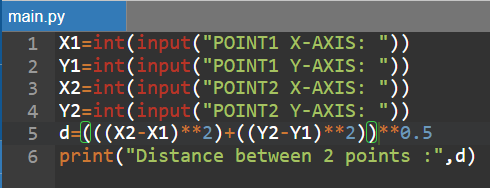 main.py
1 X1=int(input("POINT1 X-AXIS: "))
2 Y1=int(input("POINT1 Y-AXIS: "))
3 X2=int(input("POINT2 X-AXIS: "))
4 Y2=int(input("POINT2 Y-AXIS: "))
5 d=(((X2-X1)**2)+((Y2-Y1)**2))**0.5
6 print("Distance between 2 points :",d)